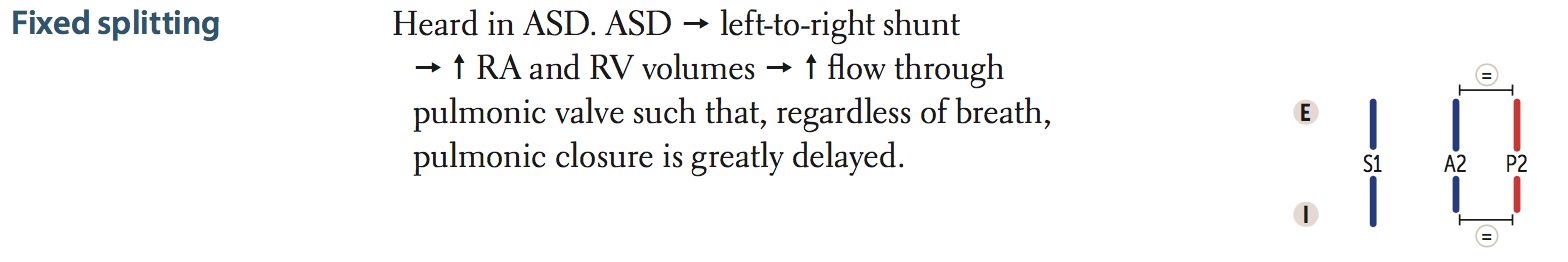 Fixed splitting
Heard in ASD. ASD → left-to-right shunt
→ ↑ RA and RV volumes → ↑ flow through
pulmonic valve such that, regardless of breath,
pulmonic closure is greatly delayed.
=
E
S1 A2 P2
I
=